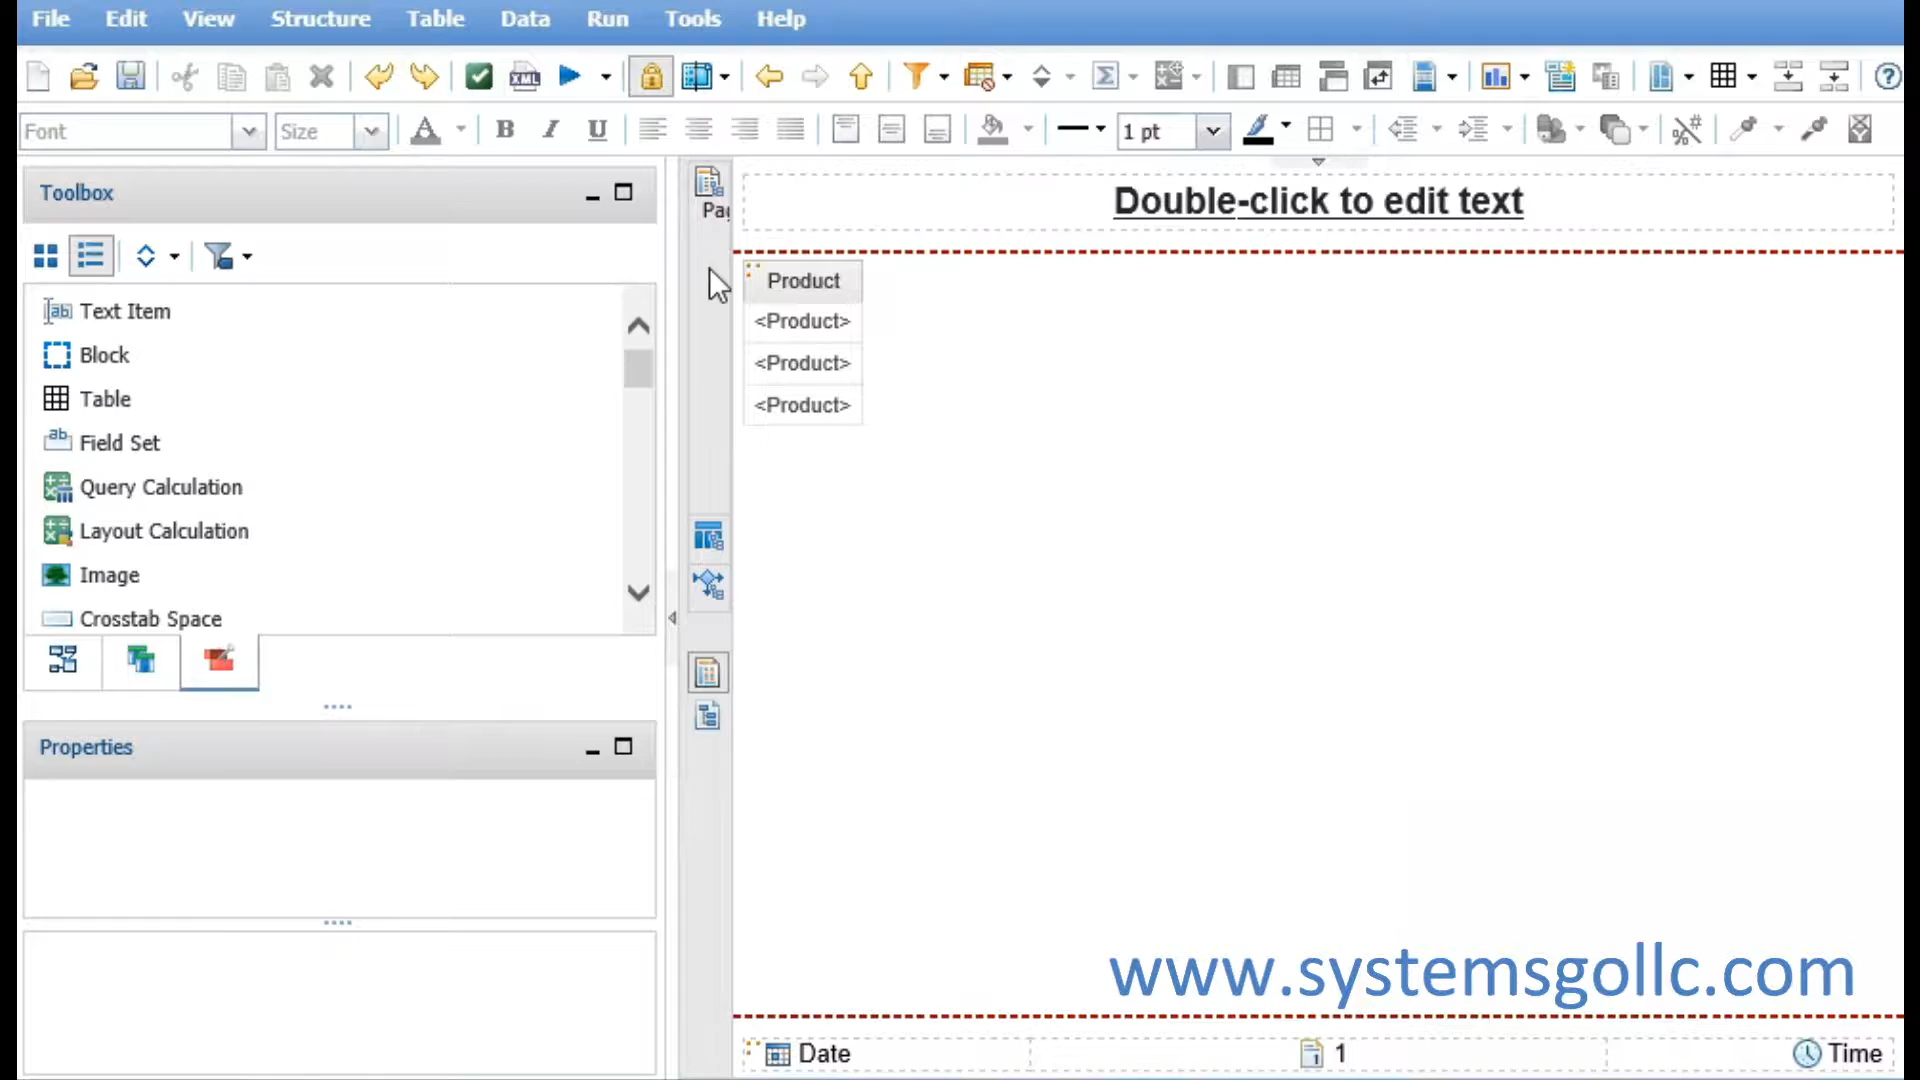 File Edit View Structure Table Data Run Tools Help
XML
Font Size A B I U 1 pt
Toolbox
Pag
Double-click to edit text
Text Item
Block
Table
Field Set
Query Calculation
Layout Calculation
Image
Crosstab Space
Product
<Product>
<Product>
<Product>
Properties
www.systemsgollc.com
Date 1 Time